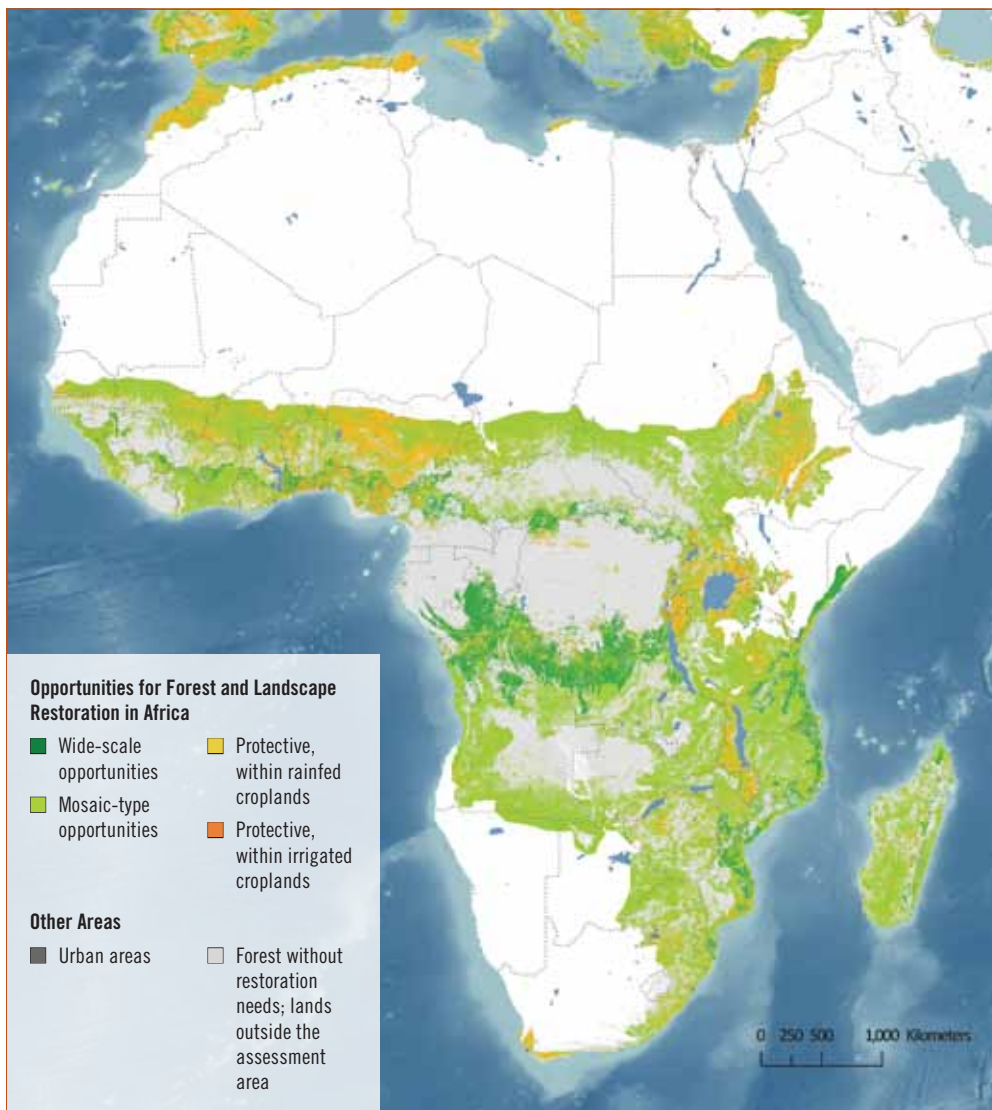 Opportunities for Forest and Landscape
Restoration in Africa
Wide-scale
opportunities
Mosaic-type
opportunities
Protective,
within rainfed
croplands
Protective,
within irrigated
croplands
Other Areas
Urban areas
Forest without
restoration
needs; lands
outside the
assessment
area
0 250 500 1,000 Kilometers